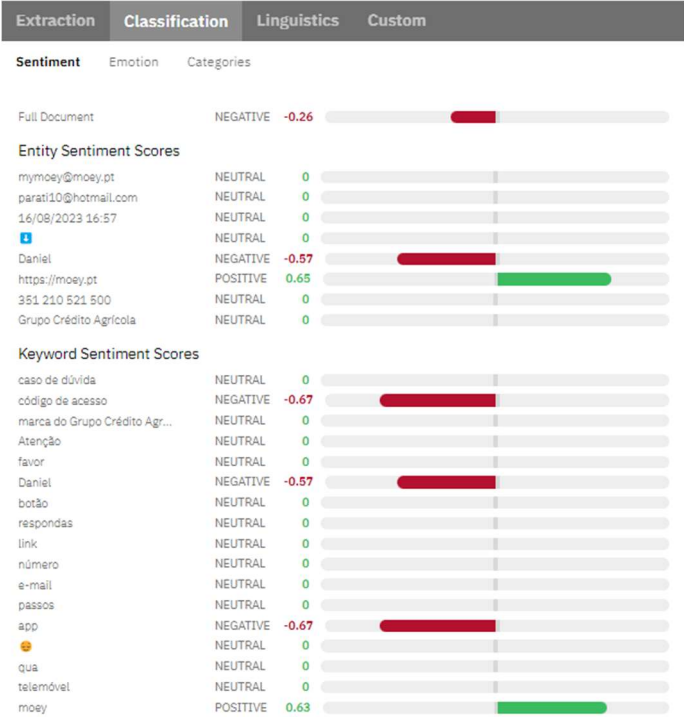 Extraction Classification Linguistics Custom
Sentiment Emotion Categories
Full Document NEGATIVE -0.26
Entity Sentiment Scores
mymoey@moey.pt NEUTRAL 0
parati10@hotmail.com NEUTRAL 0
16/08/2023 16:57 NEUTRAL 0
⬇️ NEUTRAL 0
Daniel NEGATIVE -0.57
https://moey.pt POSITIVE 0.65
351 210 521 500 NEUTRAL 0
Grupo Crédito Agrícola NEUTRAL 0
Keyword Sentiment Scores
caso de dúvida NEUTRAL 0
código de acesso NEGATIVE -0.67
marca do Grupo Crédito Agr... NEUTRAL 0
Atenção NEUTRAL 0
favor NEUTRAL 0
Daniel NEGATIVE -0.57
botão NEUTRAL 0
respondas NEUTRAL 0
link NEUTRAL 0
número NEUTRAL 0
e-mail NEUTRAL 0
passos NEUTRAL 0
app NEGATIVE -0.67
😔 NEUTRAL 0
qua NEUTRAL 0
telemóvel NEUTRAL 0
moey POSITIVE 0.63